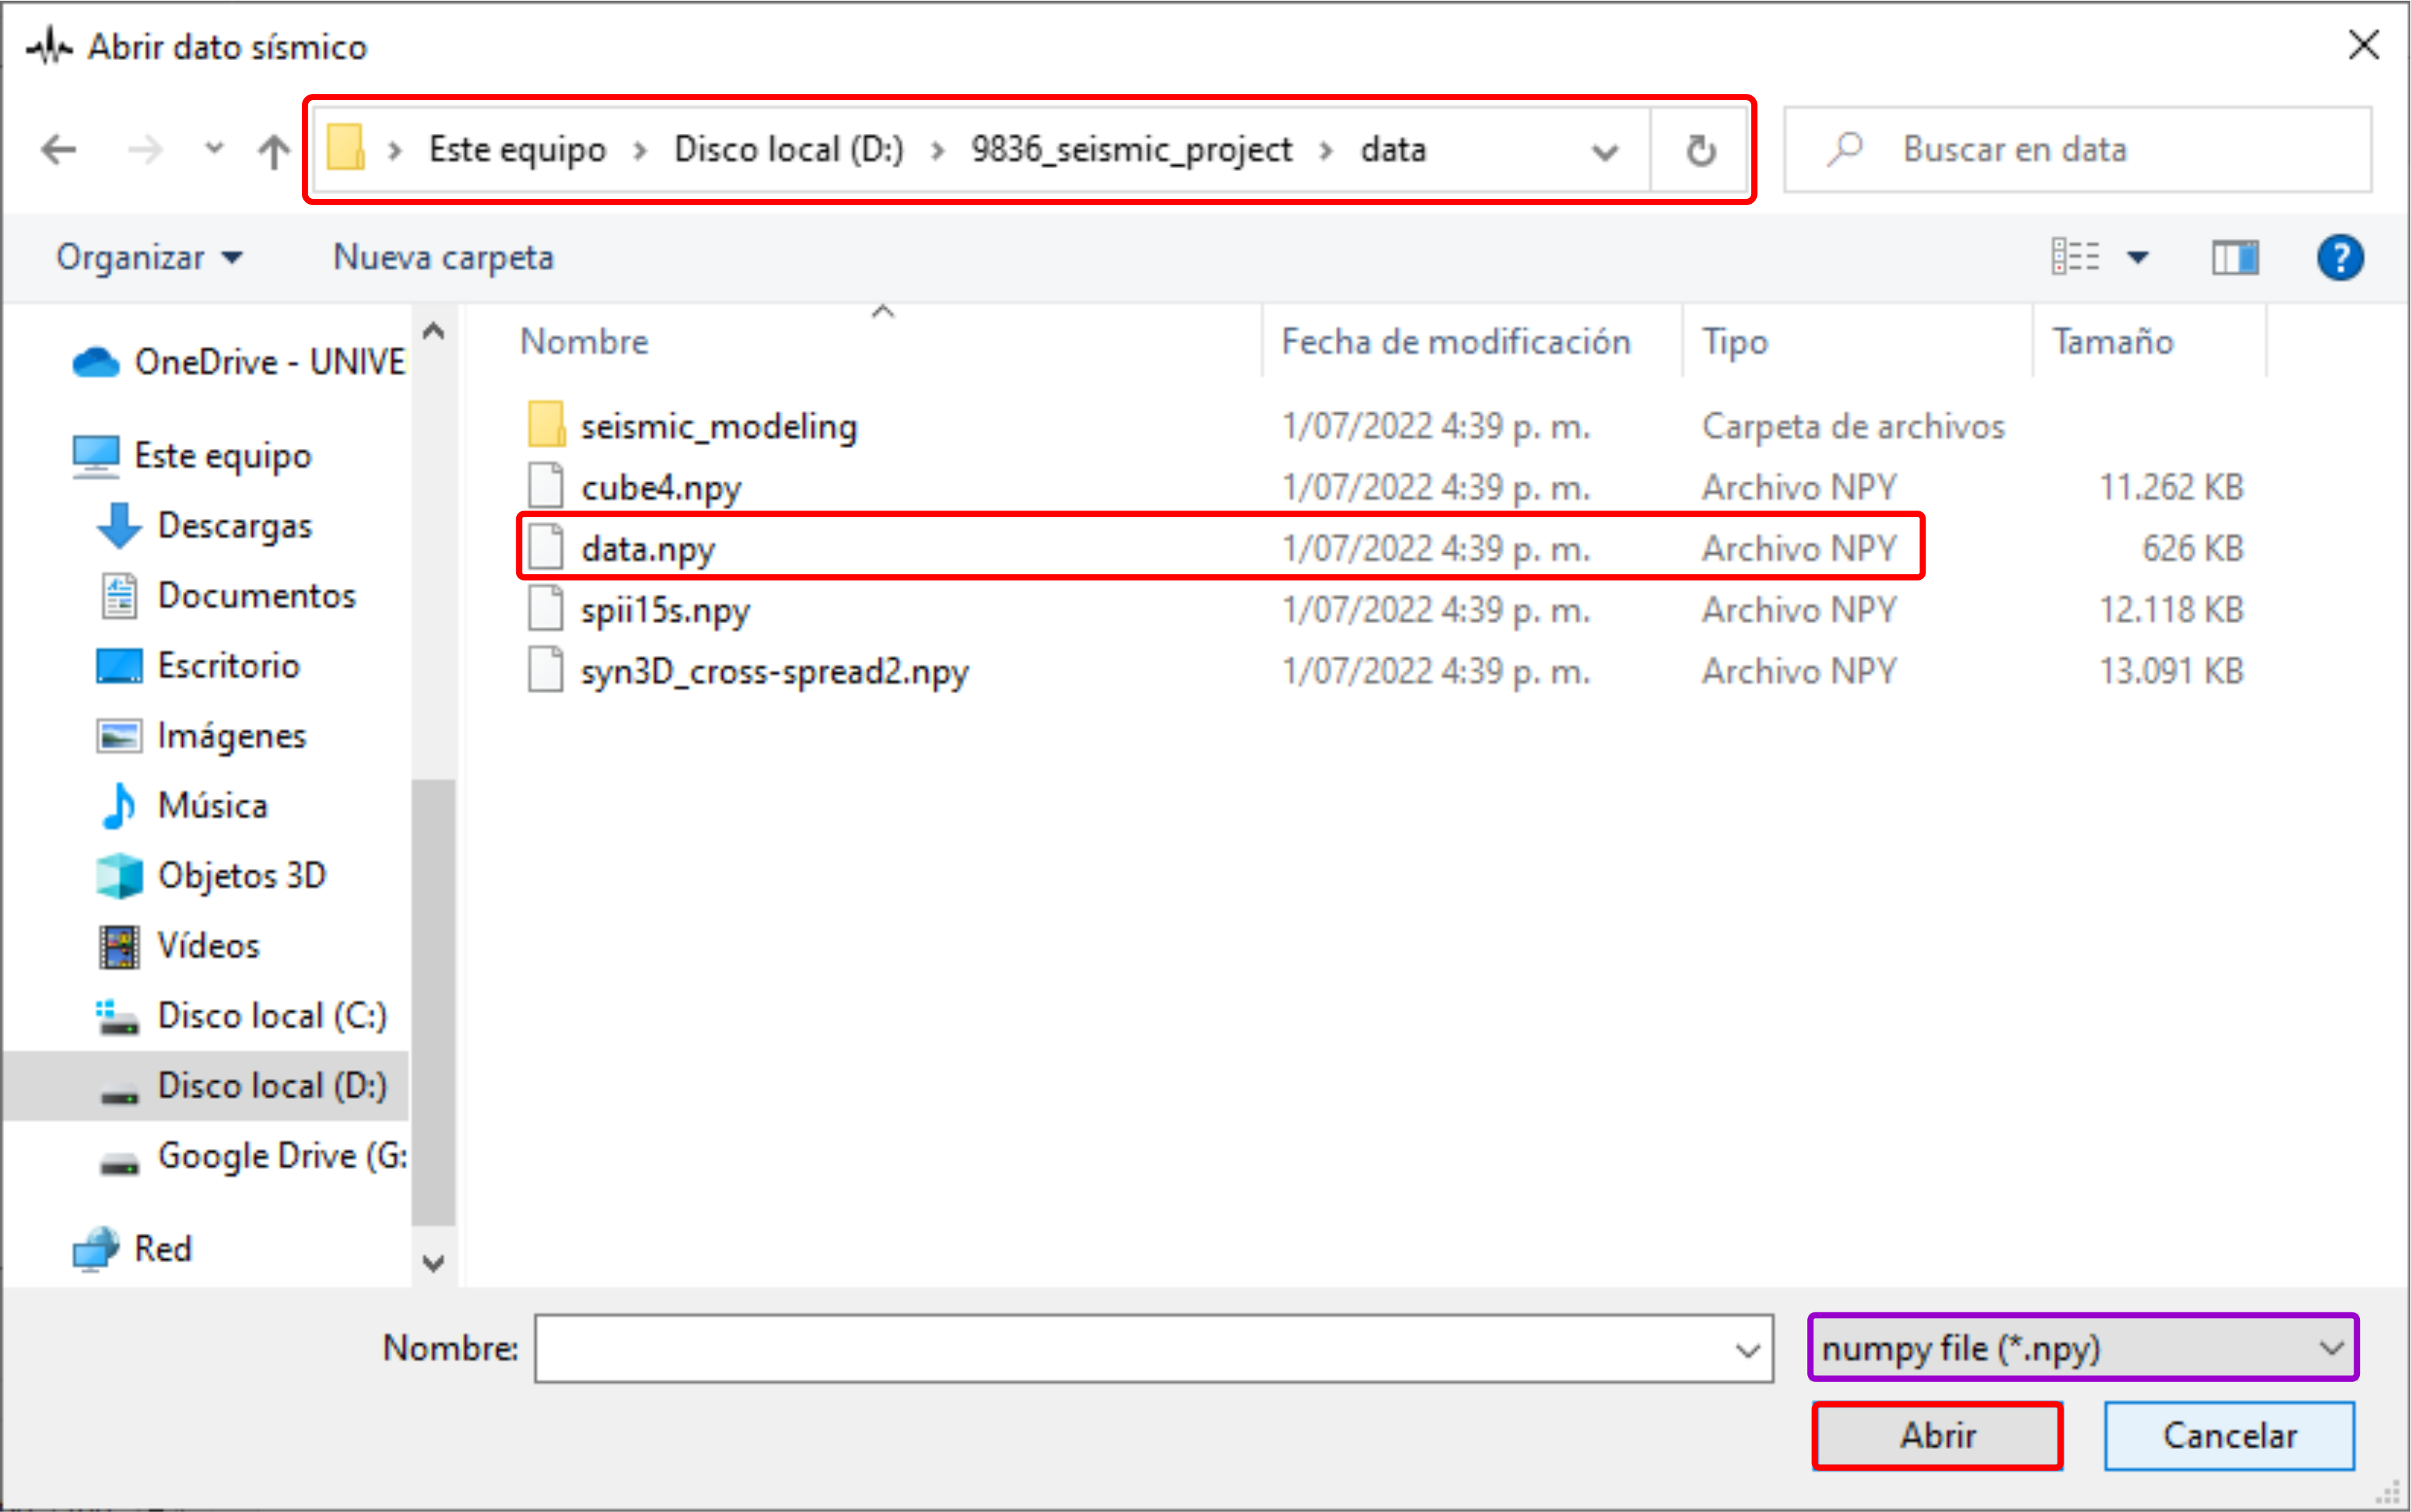 Abrir dato sísmico
Este equipo > Disco local (D:) > 9836_seismic_project > data
Buscar en data
Organizar
Nueva carpeta
Nombre Fecha de modificación Tipo Tamaño
seismic_modeling 1/07/2022 4:39 p. m. Carpeta de archivos
cube4.npy 1/07/2022 4:39 p. m. Archivo NPY 11.262 KB
data.npy 1/07/2022 4:39 p. m. Archivo NPY 626 KB
spii15s.npy 1/07/2022 4:39 p. m. Archivo NPY 12.118 KB
syn3D_cross-spread2.npy 1/07/2022 4:39 p. m. Archivo NPY 13.091 KB
OneDrive - UNIVE
Este equipo
Descargas
Documentos
Escritorio
Imágenes
Música
Objetos 3D
Vídeos
Disco local (C:)
Disco local (D:)
Google Drive (G:
Red
Nombre:
numpy file (*.npy)
Abrir
Cancelar